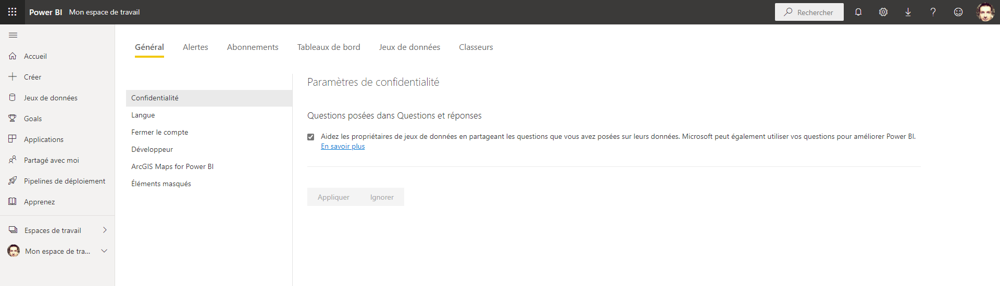 Power BI Mon espace de travail
Rechercher
Accueil
Créer
Jeux de données
Goals
Applications
Partagé avec moi
Pipelines de déploiement
Apprenez
Espaces de travail
Mon espace de tra...
Général Alertes Abonnements Tableaux de bord Jeux de données Classeurs
Confidentialité
Langue
Fermer le compte
Développeur
ArcGIS Maps for Power BI
Éléments masqués
Paramètres de confidentialité
Questions posées dans Questions et réponses
Aidez les propriétaires de jeux de données en partageant les questions que vous avez posées sur leurs données. Microsoft peut également utiliser vos questions pour améliorer Power BI.
En savoir plus
Appliquer Ignorer